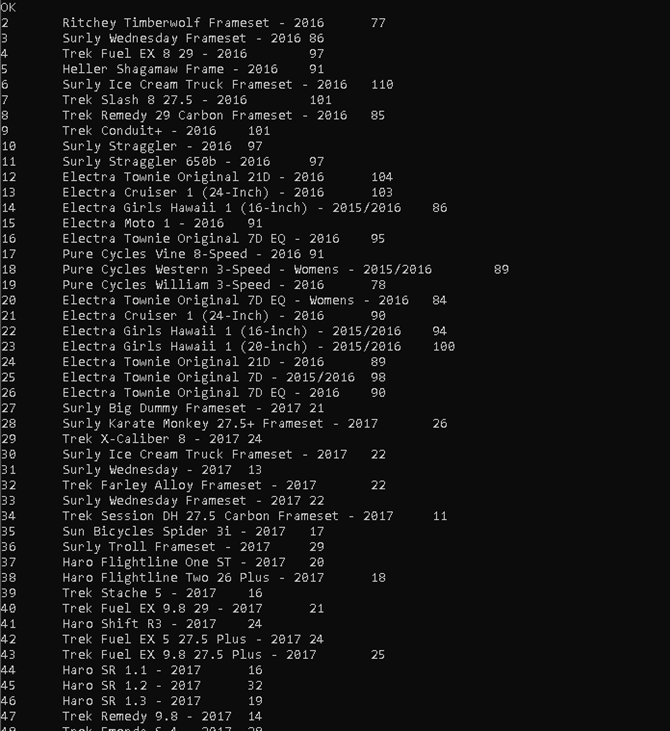 OK
2 Ritchey Timberwolf Frameset - 2016 77
3 Surly Wednesday Frameset - 2016 86
4 Trek Fuel EX 8 29 - 2016 97
5 Heller Shagamaw Frame - 2016 91
6 Surly Ice Cream Truck Frameset - 2016 110
7 Trek Slash 8 27.5 - 2016 101
8 Trek Remedy 29 Carbon Frameset - 2016 85
9 Trek Conduit+ - 2016 101
10 Surly Straggler - 2016 97
11 Surly Straggler 650b - 2016 97
12 Electra Townie Original 21D - 2016 104
13 Electra Cruiser 1 (24-Inch) - 2016 103
14 Electra Girls Hawaii 1 (16-inch) - 2015/2016 86
15 Electra Moto 1 - 2016 91
16 Electra Townie Original 7D EQ - 2016 95
17 Pure Cycles Vine 8-Speed - 2016 91
18 Pure Cycles Western 3-Speed - Womens - 2015/2016 89
19 Pure Cycles William 3-Speed - 2016 78
20 Electra Townie Original 7D EQ - Womens - 2016 84
21 Electra Cruiser 1 (24-Inch) - 2016 90
22 Electra Girls Hawaii 1 (16-inch) - 2015/2016 94
23 Electra Girls Hawaii 1 (20-inch) - 2015/2016 100
24 Electra Townie Original 21D - 2016 89
25 Electra Townie Original 7D - 2015/2016 98
26 Electra Townie Original 7D EQ - 2016 90
27 Surly Big Dummy Frameset - 2017 21
28 Surly Karate Monkey 27.5+ Frameset - 2017 26
29 Trek X-Caliber 8 - 2017 24
30 Surly Ice Cream Truck Frameset - 2017 22
31 Surly Wednesday - 2017 13
32 Trek Farley Alloy Frameset - 2017 22
33 Surly Wednesday Frameset - 2017 22
34 Trek Session DH 27.5 Carbon Frameset - 2017 11
35 Sun Bicycles Spider 3i - 2017 17
36 Surly Troll Frameset - 2017 29
37 Haro Flightline One ST - 2017 20
38 Haro Flightline Two 26 Plus - 2017 18
39 Trek Stache 5 - 2017 16
40 Trek Fuel EX 9.8 29 - 2017 21
41 Haro Shift R3 - 2017 24
42 Trek Fuel EX 5 27.5 Plus - 2017 24
43 Trek Fuel EX 9.8 27.5 Plus - 2017 25
44 Haro SR 1.1 - 2017 16
45 Haro SR 1.2 - 2017 32
46 Haro SR 1.3 - 2017 19
47 Trek Remedy 9.8 - 2017 14